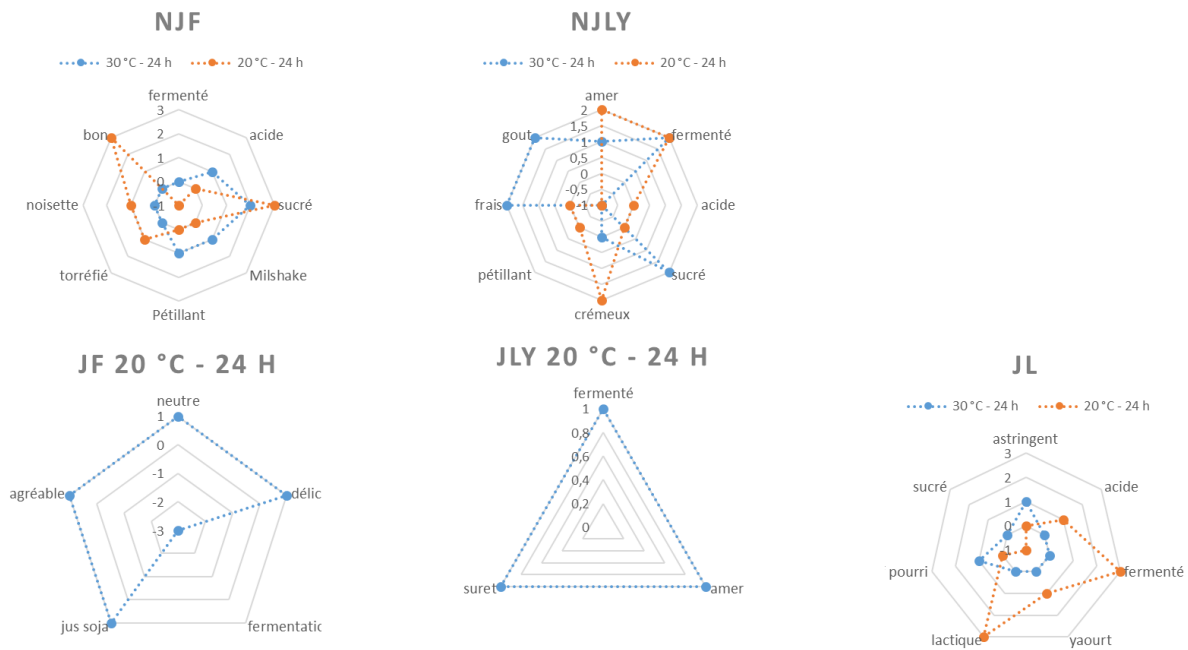 NJF
30 °C - 24 h 20 °C - 24 h
fermenté
3
2
1
0
-1
acide
sucré
Milshake
Pétillant
torréfié
noisette
bon
NJLY
30 °C - 24 h 20 °C - 24 h
amer
2
1,5
1
0,5
0
-0,5
-1
fermenté
acide
sucré
crémeux
pétillant
frais
gout
JF 20 °C - 24 H
neutre
1
0
-1
-2
-3
délic
fermentatic
jus soja
agréable
JLY 20 °C - 24 H
fermenté
1
0,8
0,6
0,4
0,2
0
amer
suret
JL
30 °C - 24 h 20 °C - 24 h
astringent
3
2
1
0
-1
acide
fermenté
yaourt
lactique
pourri
sucré